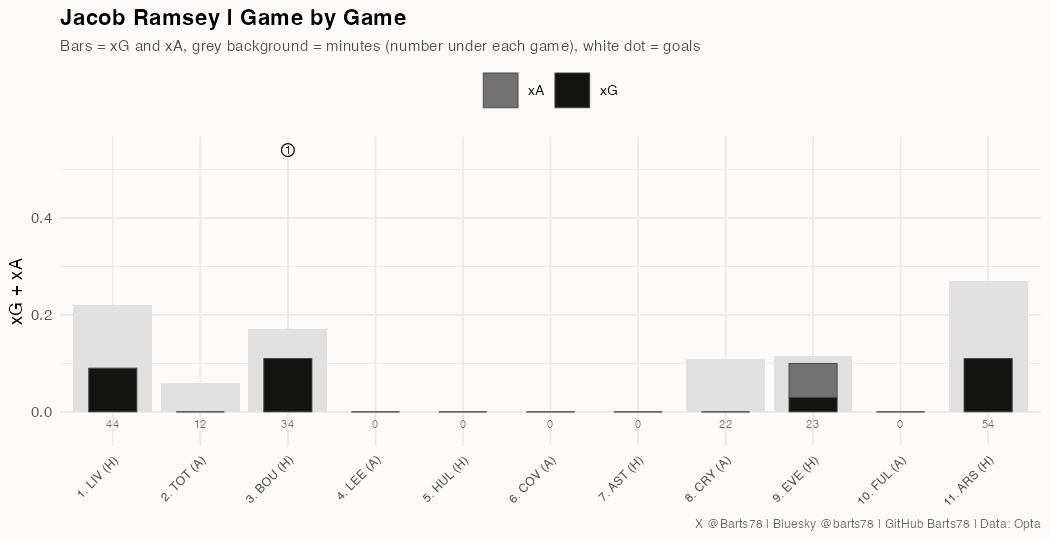 Jacob Ramsey | Game by Game
Bars = xG and xA, grey background = minutes (number under each game), white dot = goals
xA xG
1
xG + xA
0.4
0.2
0.0
44 12 34 0 0 0 0 22 23 0 54
1. LIV (H) 2. TOT (A) 3. BOU (H) 4. LEE (A) 5. HUL (H) 6. COV (A) 7. AST (H) 8. CRY (A) 9. EVE (H) 10. FUL (A) 11. ARS (H)
X @Barts78 | Bluesky @barts78 | GitHub Barts78 | Data: Opta